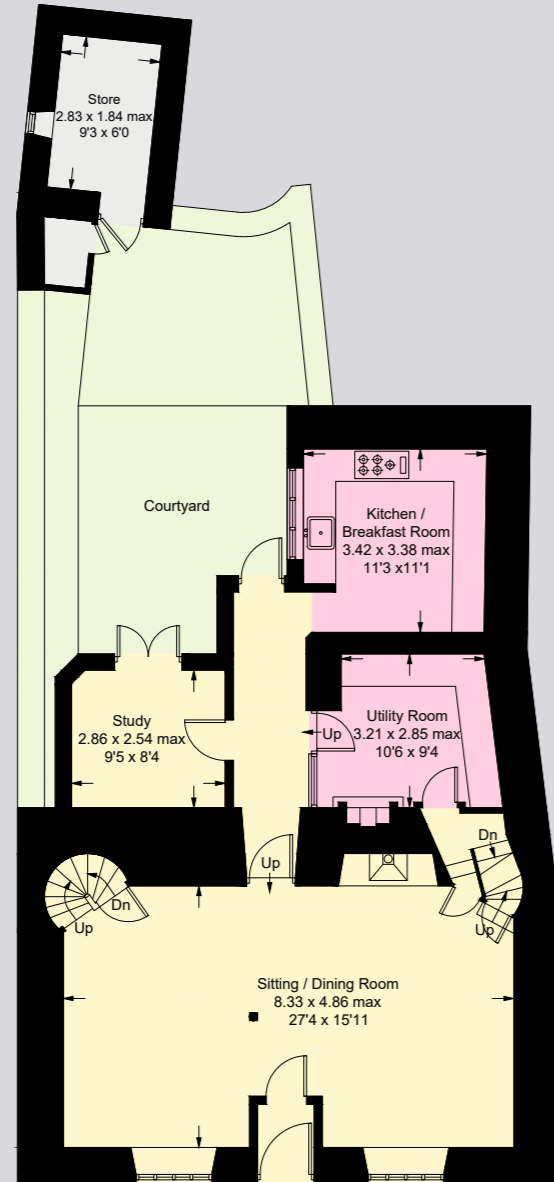 Store
2.83 x 1.84 max
9'3 x 6'0
Courtyard
Kitchen /
Breakfast Room
3.42 x 3.38 max
11'3 x11'1
Study
2.86 x 2.54 max
9'5 x 8'4
Up
Utility Room
3.21 x 2.85 max
10'6 x 9'4
Up
Dn
Up
Dn
Up
Sitting / Dining Room
8.33 x 4.86 max
27'4 x 15'11